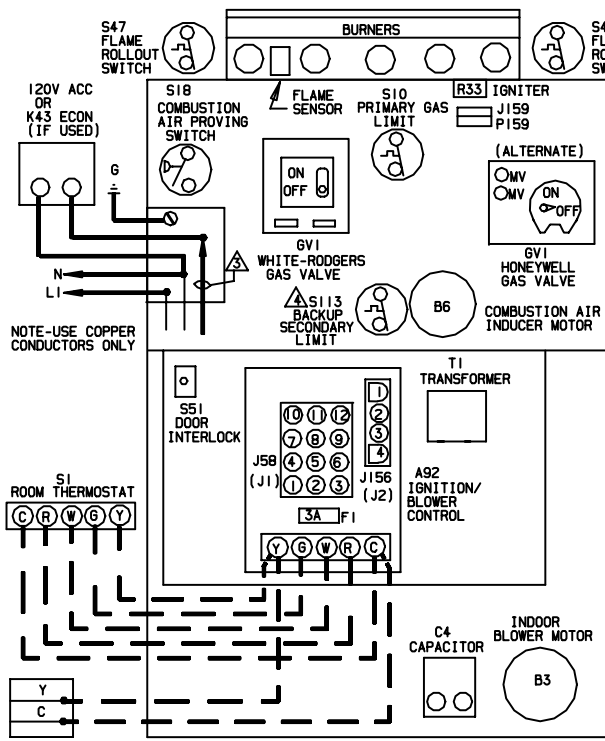 S47
FLAME
ROLLOUT
SWITCH
BURNERS
S4
FL
RO
SW
120V ACC
OR
K43 ECON
(IF USED)
S18
COMBUSTION
AIR PROVING
SWITCH
FLAME
SENSOR
S10
PRIMARY GAS
LIMIT
R33
IGNITER
J159
P159
(ALTERNATE)
MV
MV
ON
OFF
G
ON
OFF
GV1
WHITE-RODGERS
GAS VALVE
GV1
HONEYWELL
GAS VALVE
3
N
L1
4
S113
BACKUP
SECONDARY
LIMIT
B6
COMBUSTION AIR
INDUCER MOTOR
NOTE-USE COPPER
CONDUCTORS ONLY
S51
DOOR
INTERLOCK
T1
TRANSFORMER
10 11 12
7 8 9
4 5 6
1 2 3
J58
(J1)
1
2
3
4
J156
(J2)
A92
IGNITION/
BLOWER
CONTROL
3A
F1
Y G W R C
S1
ROOM THERMOSTAT
C R W G Y
C4
CAPACITOR
INDOOR
BLOWER MOTOR
B3
Y
C